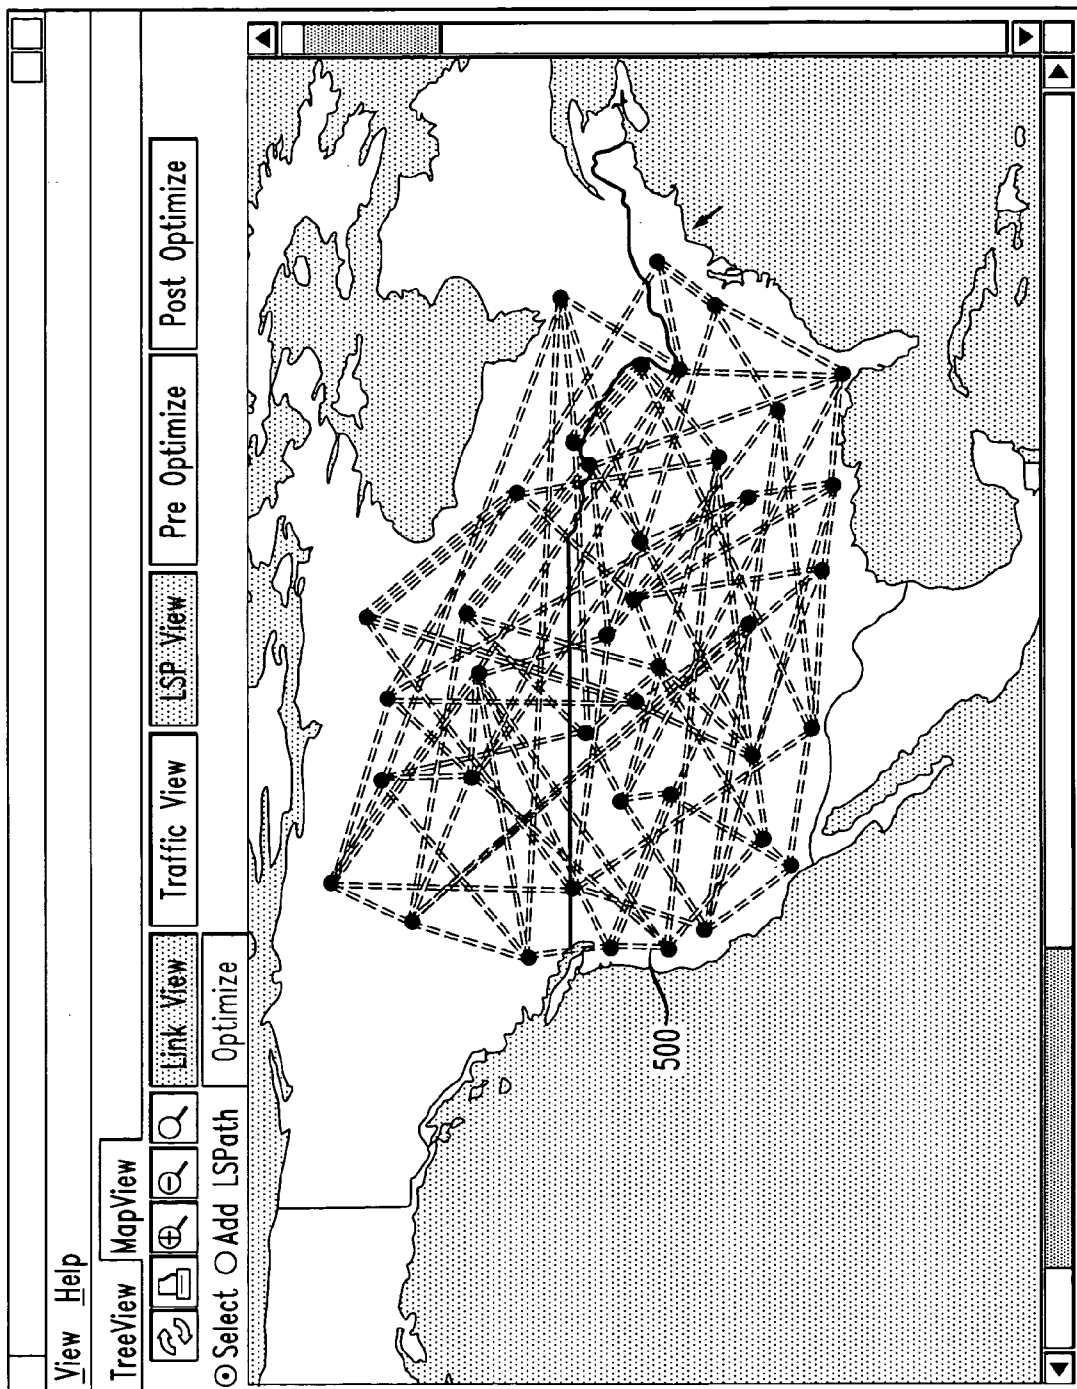 View Help
TreeView MapView
Link View Traffic View LSP View Pre Optimize Post Optimize
Select Add LSPath Optimize
500